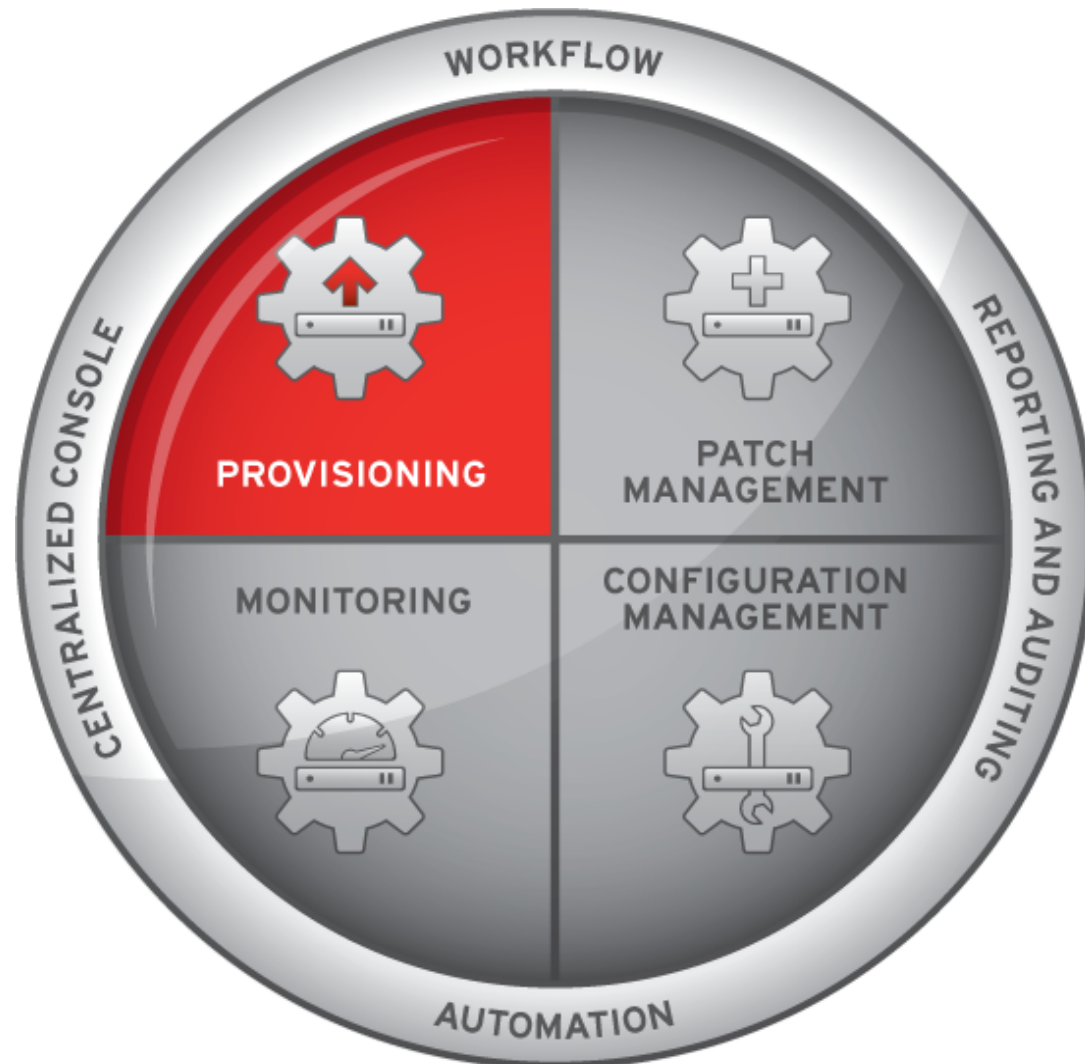 WORKFLOW
CENTRALIZED CONSOLE
REPORTING AND AUDITING
PROVISIONING
PATCH
MANAGEMENT
MONITORING
CONFIGURATION
MANAGEMENT
AUTOMATION